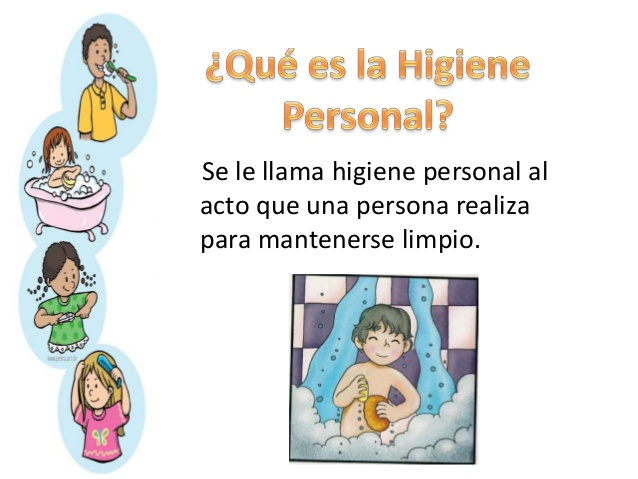 ¿Qué es la Higiene
Personal?
Se le llama higiene personal al
acto que una persona realiza
para mantenerse limpio.